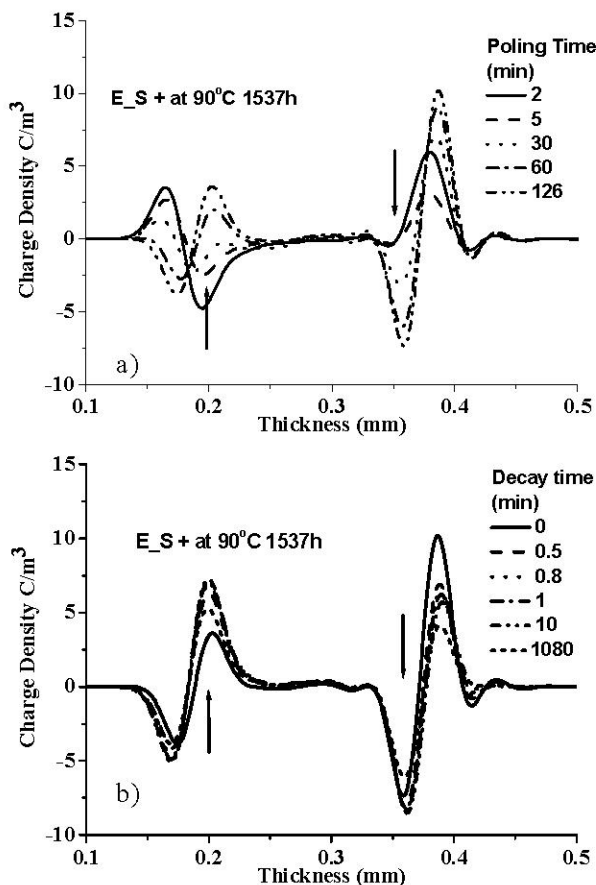 15
10
5
0
-5
-10
Charge Density C/m³
E_S + at 90°C 1537h
Poling Time
(min)
2
5
30
60
126
a)
0.1 0.2 0.3 0.4 0.5
Thickness (mm)
15
10
5
0
-5
-10
Charge Density C/m³
E_S + at 90°C 1537h
Decay time
(min)
0
0.5
0.8
1
10
1080
b)
0.1 0.2 0.3 0.4 0.5
Thickness (mm)